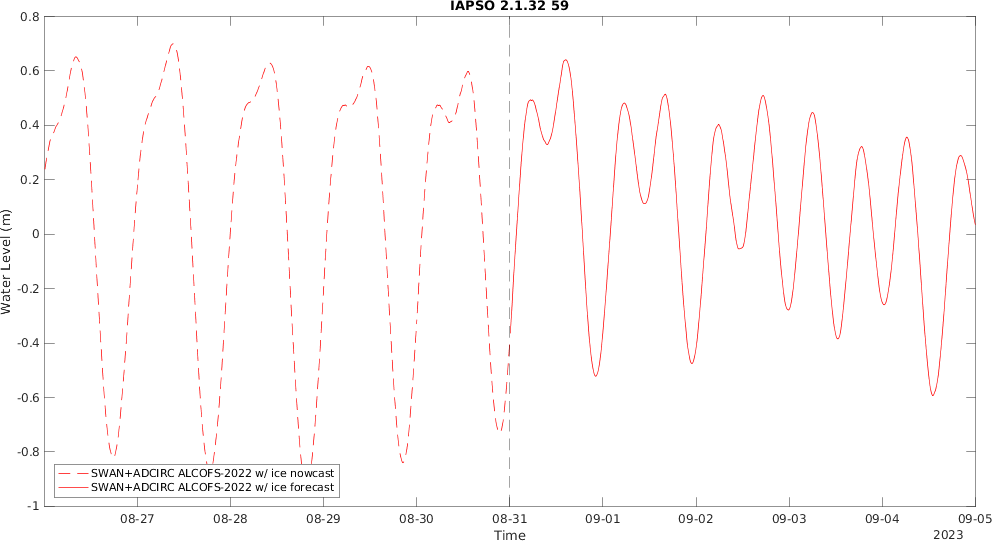 IAPSO 2.1.32 59
0.8
0.6
0.4
0.2
0
-0.2
-0.4
-0.6
-0.8
-1
Water Level (m)
SWAN+ADCIRC ALCOFS-2022 w/ ice nowcast
SWAN+ADCIRC ALCOFS-2022 w/ ice forecast
08-27 08-28 08-29 08-30 08-31 09-01 09-02 09-03 09-04 09-05
Time
2023